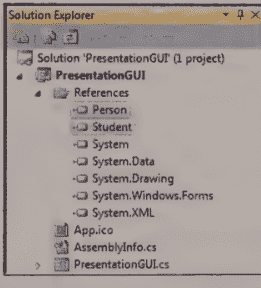 Solution Explorer
Solution 'PresentationGUI' (1 project)
PresentationGUI
References
Person
Student
System
System.Data
System.Drawing
System.Windows.Forms
System.XML
App.ico
AssemblyInfo.cs
PresentationGUI.cs